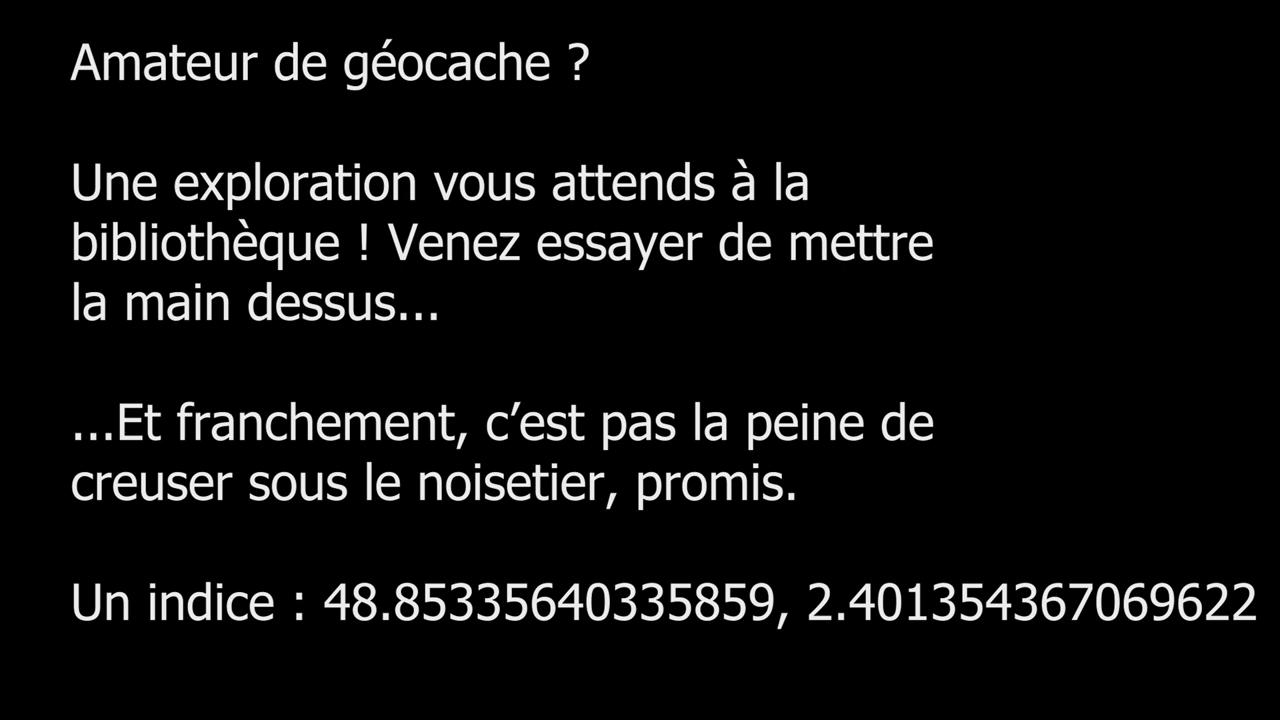 Amateur de géocache ?
Une exploration vous attends à la
bibliothèque ! Venez essayer de mettre
la main dessus...
...Et franchement, c’est pas la peine de
creuser sous le noisetier, promis.
Un indice : 48.85335640335859, 2.401354367069622